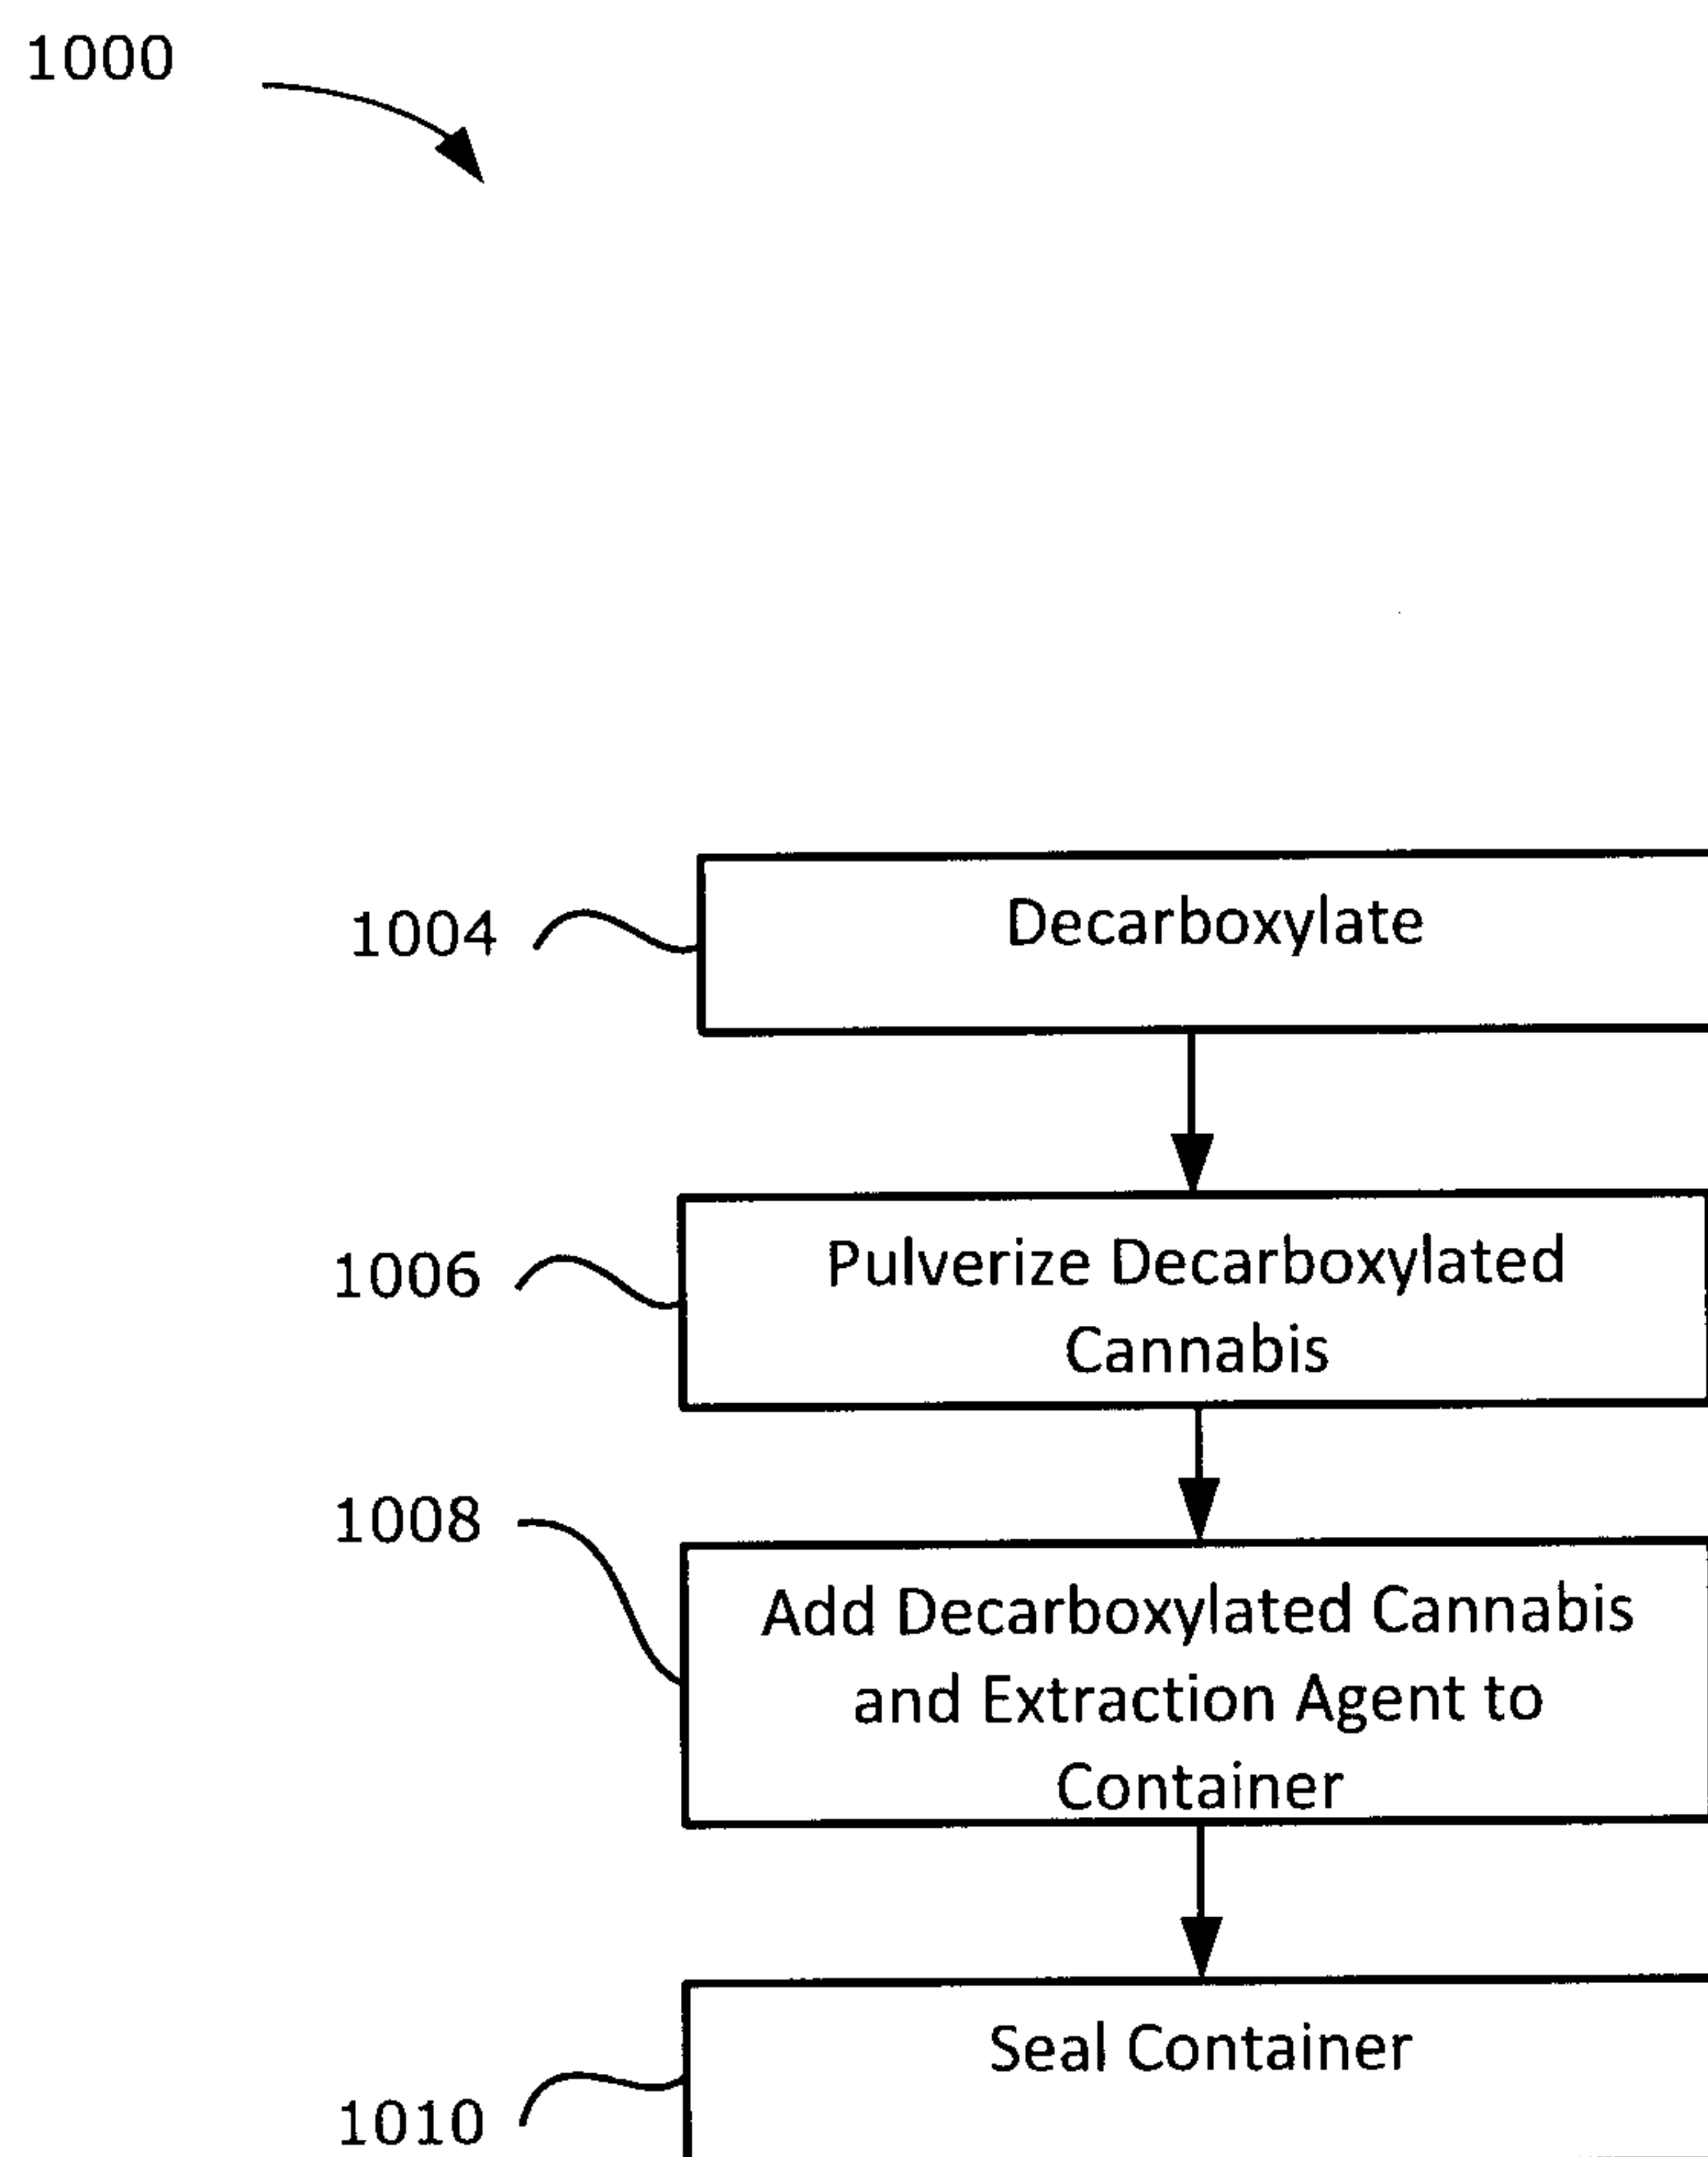 1000
1004
Decarboxylate
1006
Pulverize Decarboxylated
Cannabis
1008
Add Decarboxylated Cannabis
and Extraction Agent to
Container
Seal Container
1010